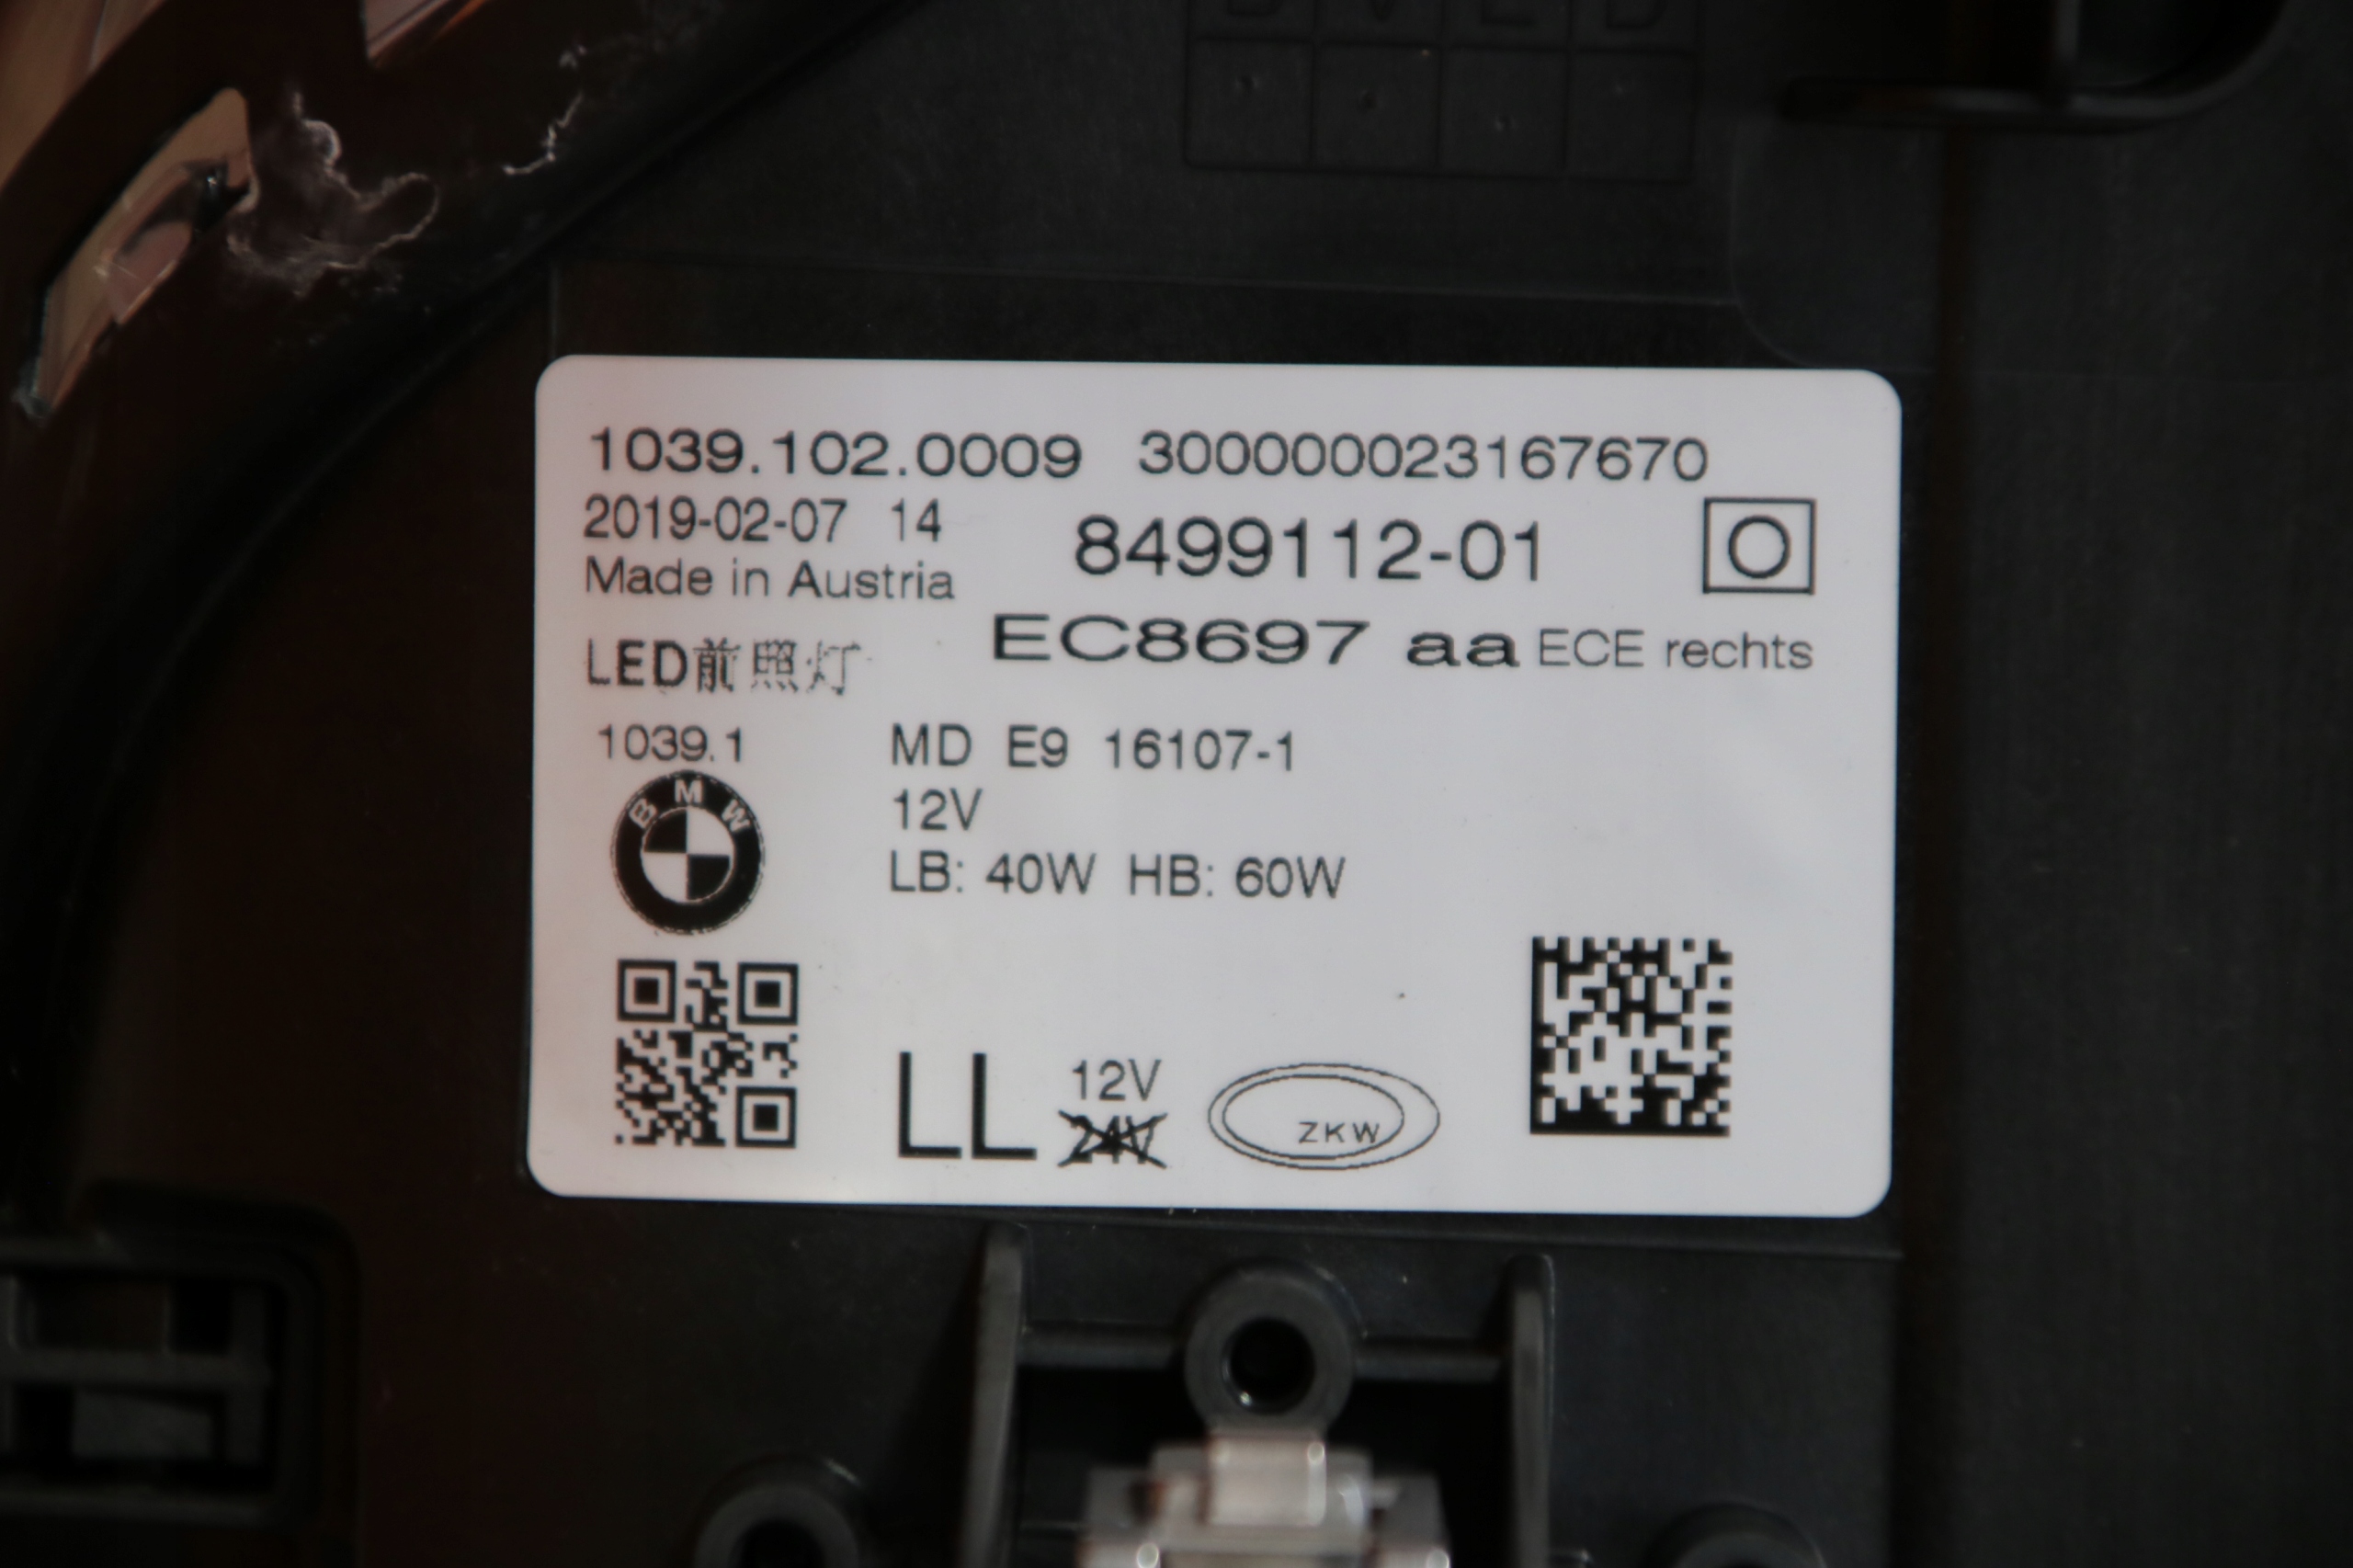 1039.102.0009 300000023167670
2019-02-07 14
8499112-01
Made in Austria
EC8697 aa ECE rechts
LED前照灯
1039.1
MD E9 16107-1
BMW
12V
LB: 40W HB: 60W
LL
12V
24V
ZKW